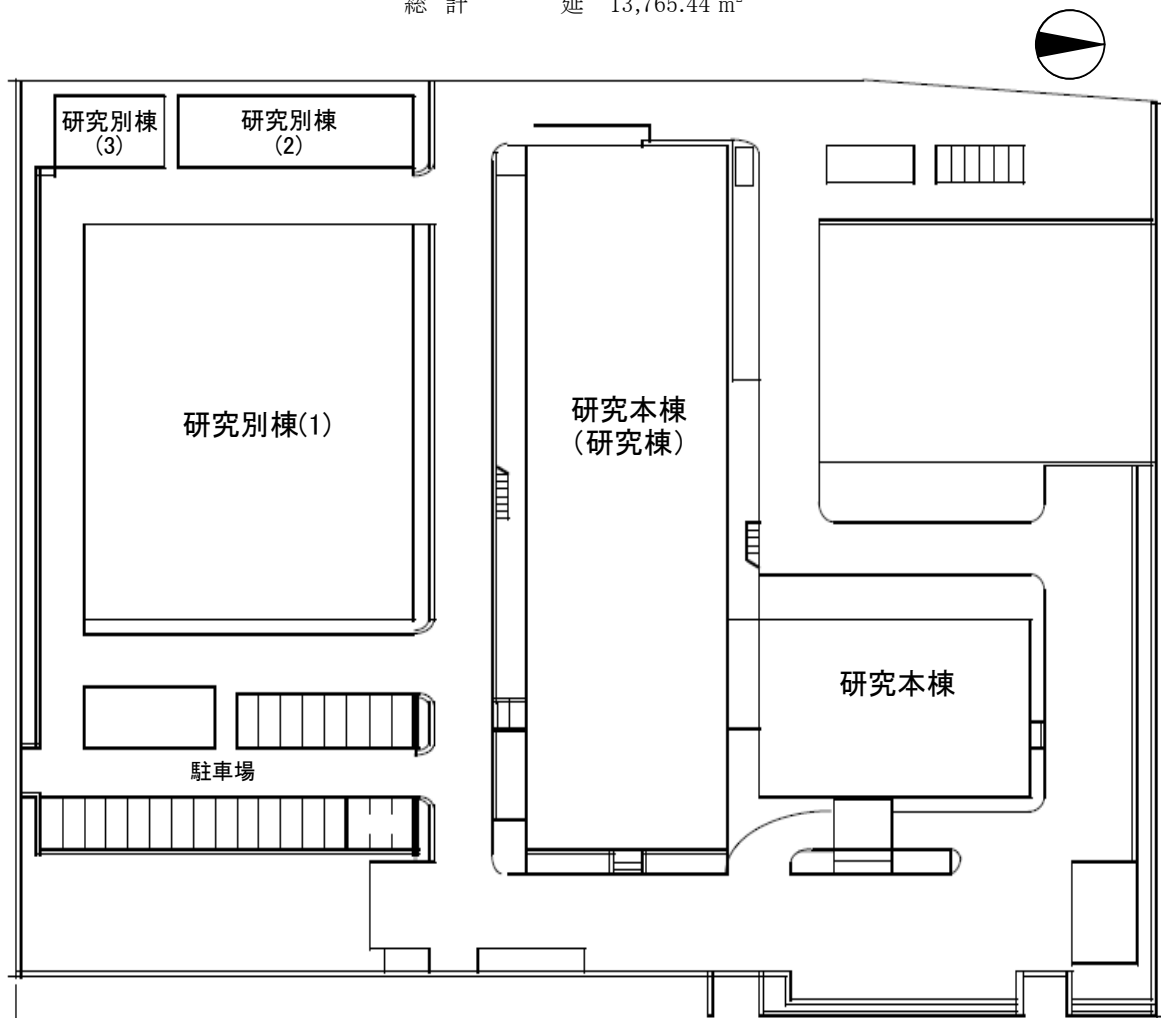 総 計 延 13,765.44 m²
研究別棟
(3)
研究別棟
(2)
研究別棟(1)
研究本棟
(研究棟)
研究本棟
駐車場